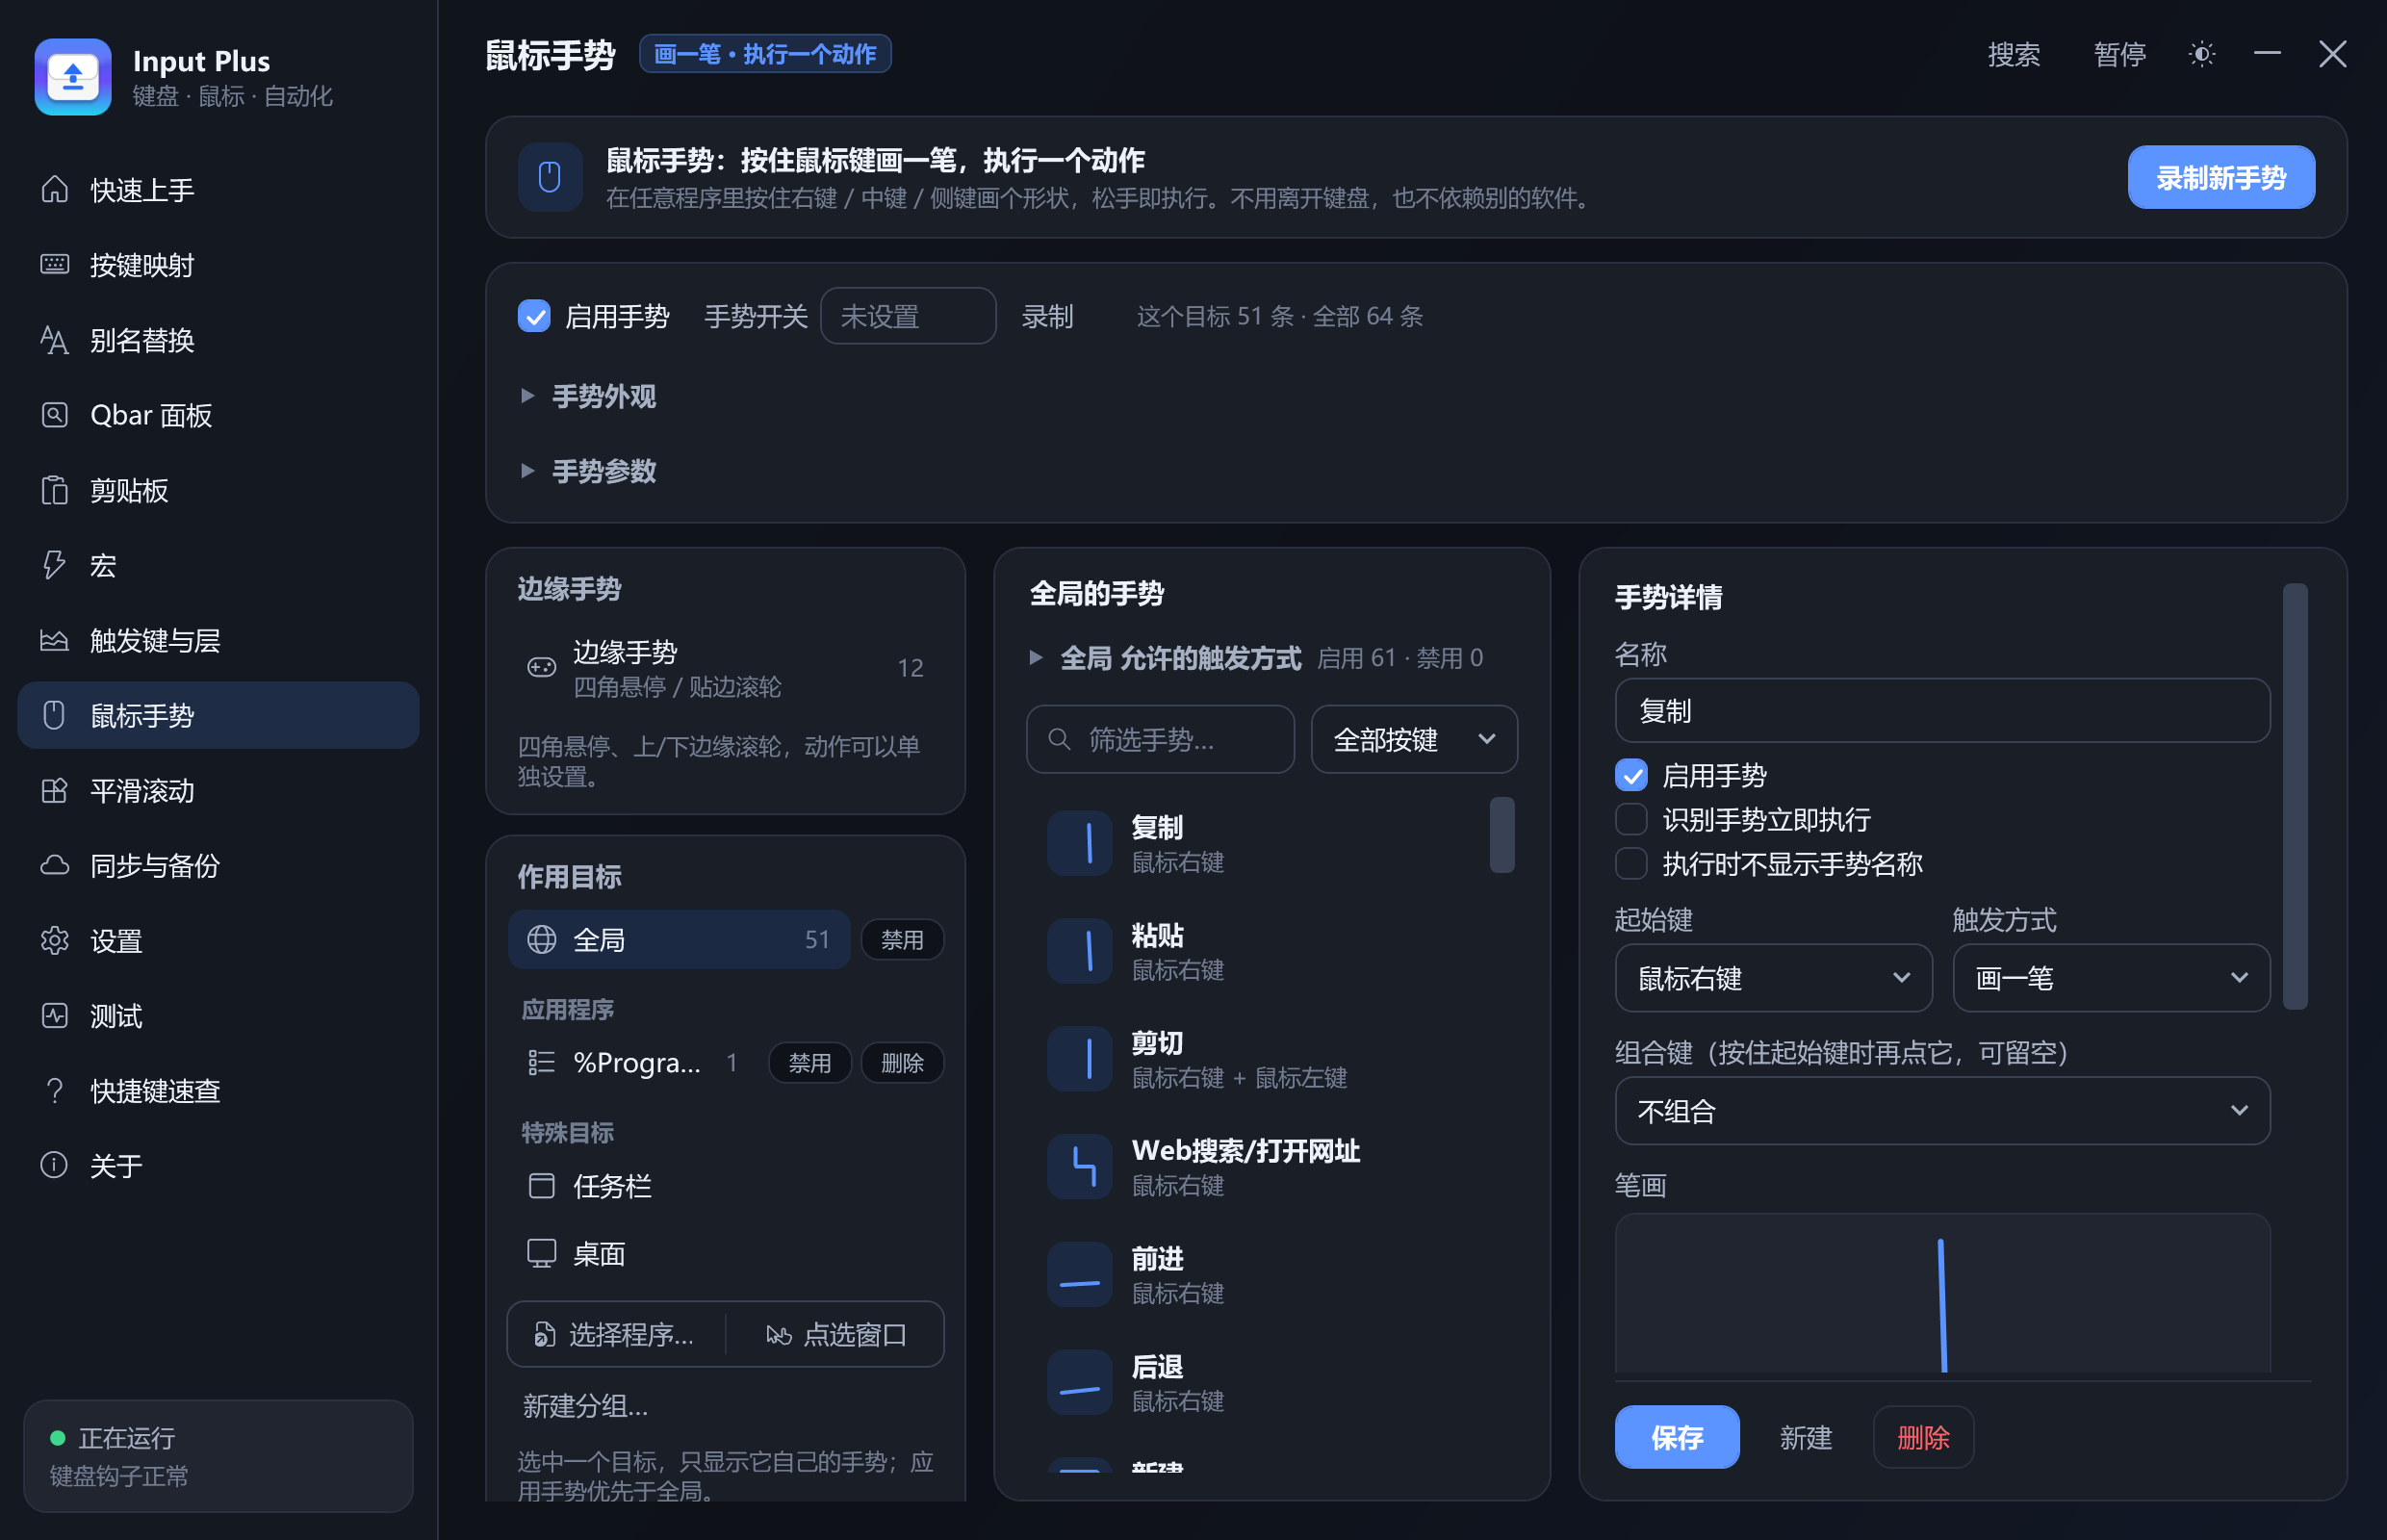 Input Plus
键盘 · 鼠标 · 自动化
快速上手
按键映射
别名替换
Qbar 面板
剪贴板
宏
触发键与层
鼠标手势
平滑滚动
同步与备份
设置
测试
快捷键速查
关于
正在运行
键盘钩子正常
鼠标手势
画一笔 • 执行一个动作
搜索
暂停
鼠标手势：按住鼠标键画一笔，执行一个动作
在任意程序里按住右键 / 中键 / 侧键画个形状，松手即执行。不用离开键盘，也不依赖别的软件。
录制新手势
启用手势
手势开关
未设置
录制
这个目标 51 条 · 全部 64 条
手势外观
手势参数
边缘手势
边缘手势
四角悬停 / 贴边滚轮
12
四角悬停、上/下边缘滚轮，动作可以单
独设置。
作用目标
全局
51
禁用
应用程序
%Progra...
1
禁用
删除
特殊目标
任务栏
桌面
选择程序...
点选窗口
新建分组...
选中一个目标，只显示它自己的手势；应
用手势优先于全局。
全局的手势
全局 允许的触发方式
启用 61 · 禁用 0
筛选手势...
全部按键
复制
鼠标右键
粘贴
鼠标右键
剪切
鼠标右键 + 鼠标左键
Web搜索/打开网址
鼠标右键
前进
鼠标右键
后退
鼠标右键
新建
手势详情
名称
复制
启用手势
识别手势立即执行
执行时不显示手势名称
起始键
触发方式
鼠标右键
画一笔
组合键（按住起始键时再点它，可留空）
不组合
笔画
保存
新建
删除